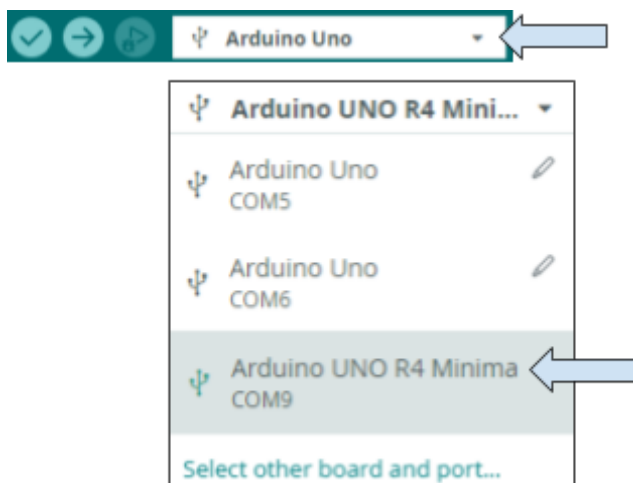 Arduino Uno
Arduino UNO R4 Mini...
Arduino Uno
COM5
Arduino Uno
COM6
Arduino UNO R4 Minima
COM9
Select other board and port...